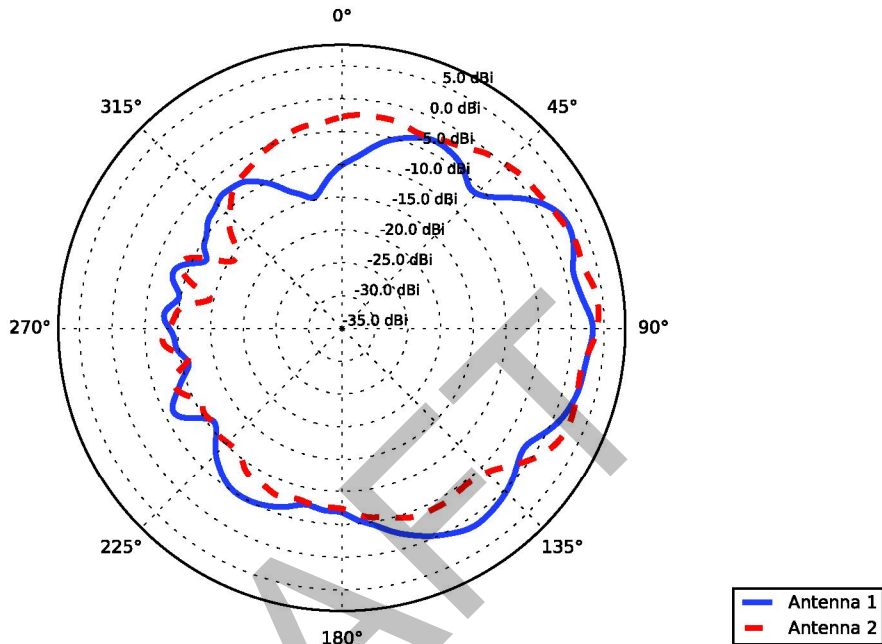 0°
5.0 dBi
315°
45°
0.0 dBi
-5.0 dBi
-10.0 dBi
-15.0 dBi
-20.0 dBi
-25.0 dBi
-30.0 dBi
-35.0 dBi
270°
90°
225°
135°
180°
AFT
Antenna 1
Antenna 2